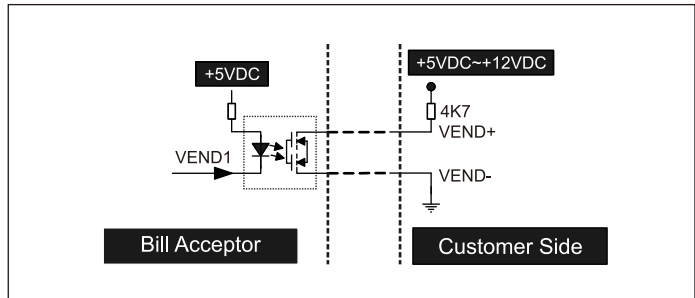 +5VDC
+5VDC~+12VDC
4K7
VEND+
VEND1
VEND-
Bill Acceptor
Customer Side